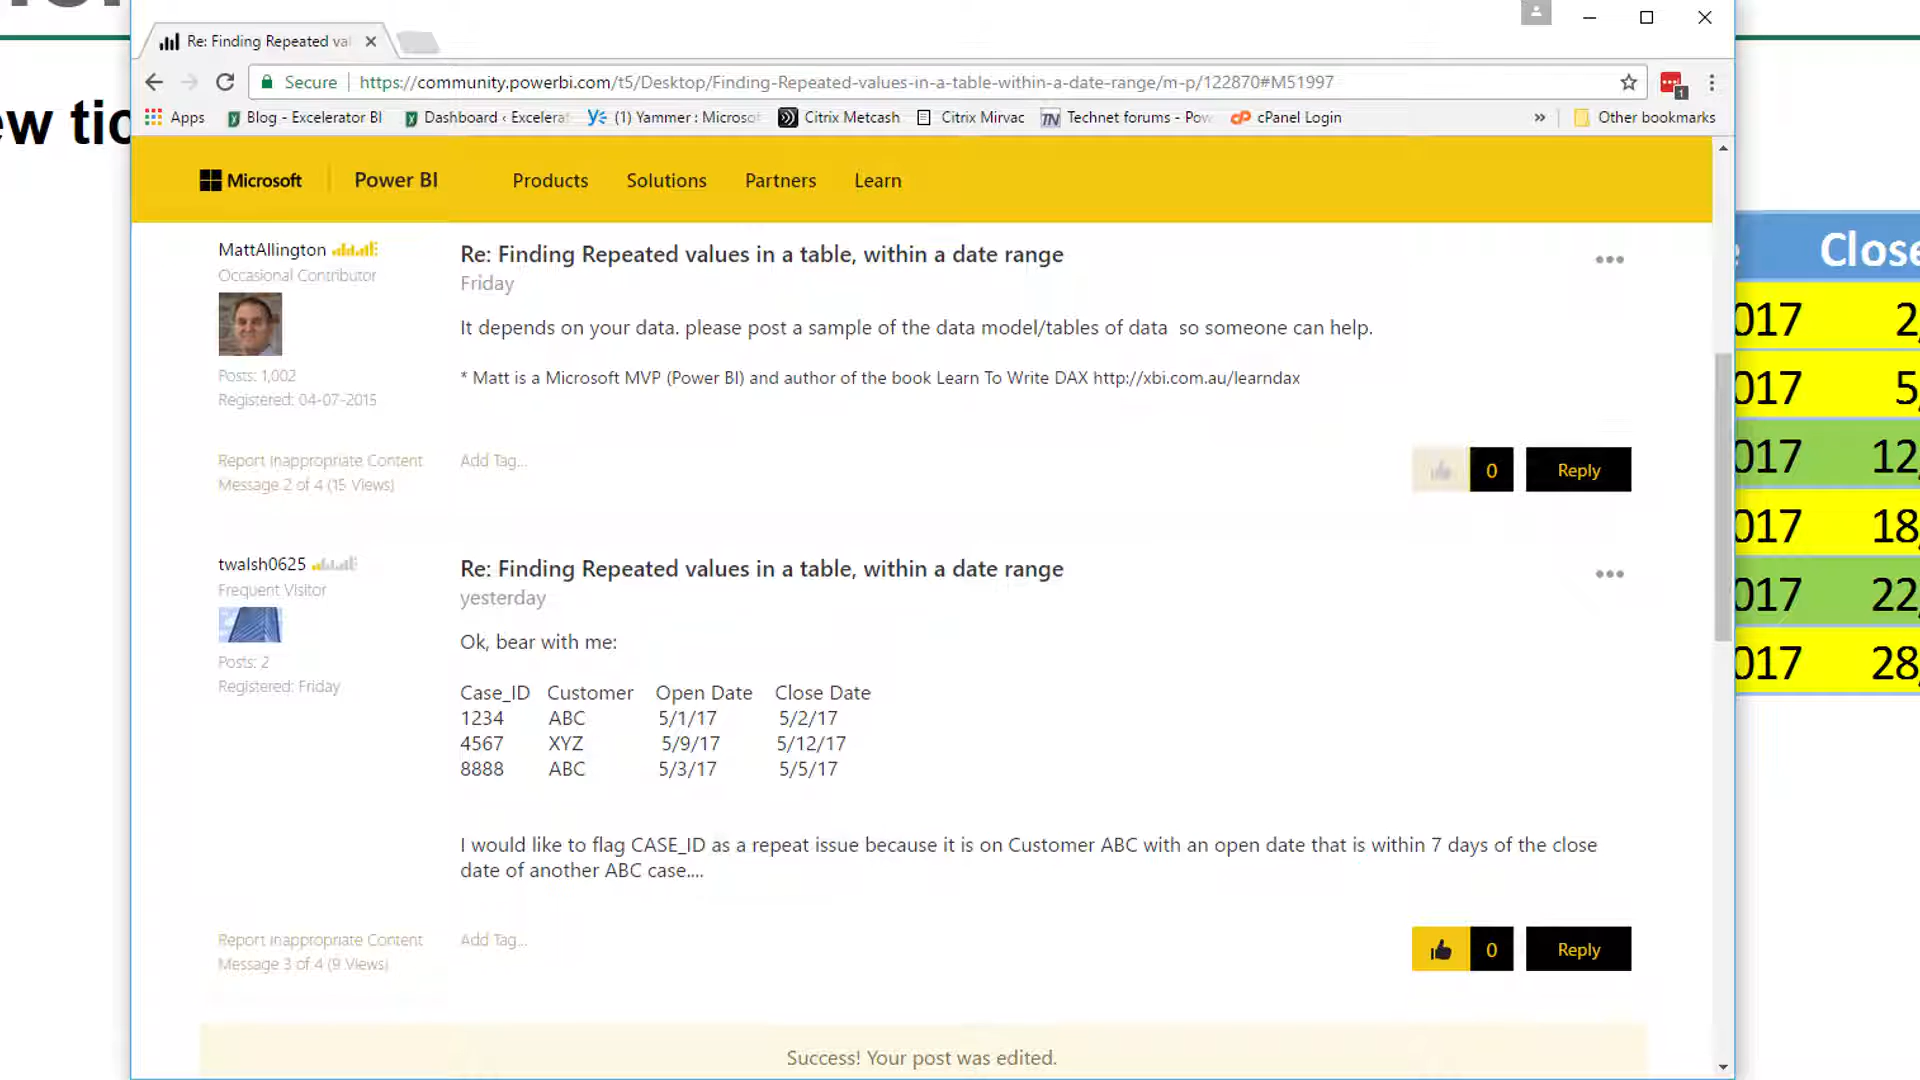 Re: Finding Repeated val
Secure
https://community.powerbi.com/t5/Desktop/Finding-Repeated-values-in-a-table-within-a-date-range/m-p/122870#M51997
1
Apps
Blog - Excelerator BI
Dashboard ‹ Excelera
(1) Yammer : Microsof
Citrix Metcash
Citrix Mirvac
Technet forums - Pow
cPanel Login
»
Other bookmarks
ew tic
Microsoft
Power BI
Products
Solutions
Partners
Learn
MattAllington
Occasional Contributor
Posts: 1,002
Registered: 04-07-2015
Re: Finding Repeated values in a table, within a date range
Friday
It depends on your data. please post a sample of the data model/tables of data so someone can help.
* Matt is a Microsoft MVP (Power BI) and author of the book Learn To Write DAX http://xbi.com.au/learndax
Report Inappropriate Content
Message 2 of 4 (15 Views)
Add Tag...
0
Reply
twalsh0625
Frequent Visitor
Posts: 2
Registered: Friday
Re: Finding Repeated values in a table, within a date range
yesterday
Ok, bear with me:
Case_ID Customer Open Date Close Date
1234 ABC 5/1/17 5/2/17
4567 XYZ 5/9/17 5/12/17
8888 ABC 5/3/17 5/5/17
I would like to flag CASE_ID as a repeat issue because it is on Customer ABC with an open date that is within 7 days of the close
date of another ABC case....
Report Inappropriate Content
Message 3 of 4 (9 Views)
Add Tag...
0
Reply
Success! Your post was edited.
e Close
017 2,
017 5,
017 12,
017 18,
017 22,
017 28,